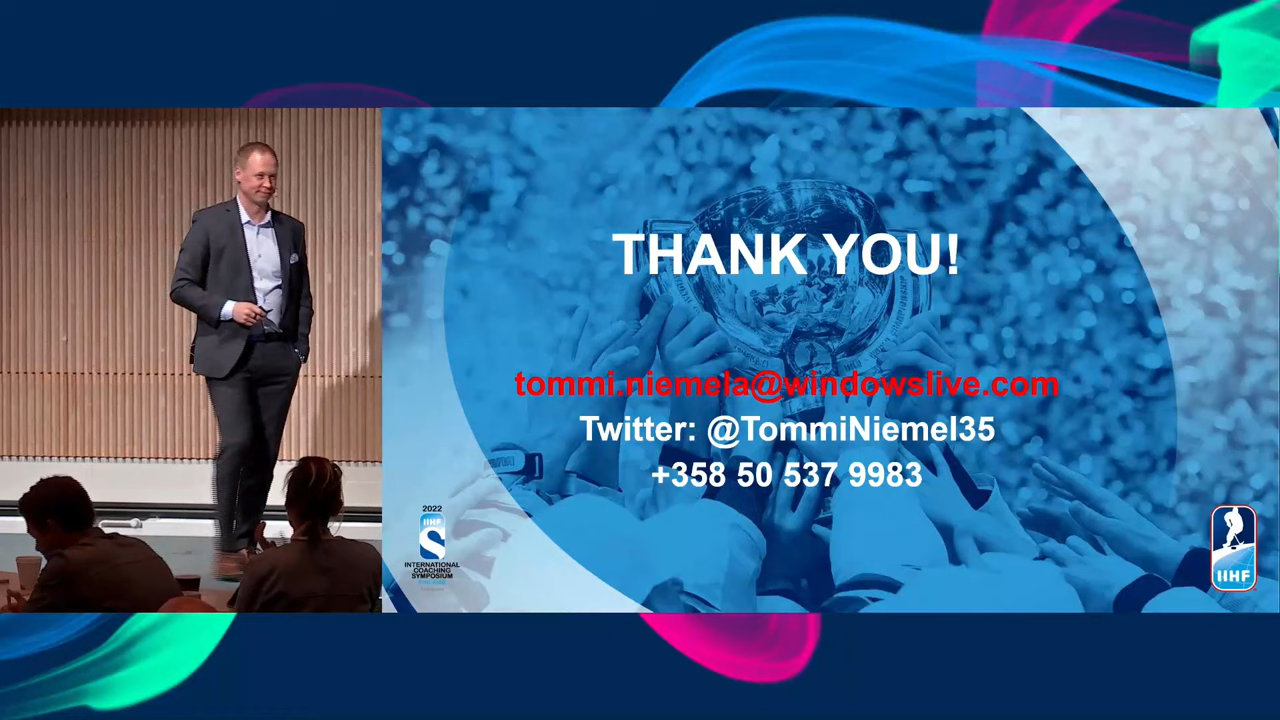 THANK YOU!
tommi.niemela@windowslive.com
Twitter: @TommiNiemel35
+358 50 537 9983
2022
IIHF
S
INTERNATIONAL
COACHING
SYMPOSIUM
IIHF